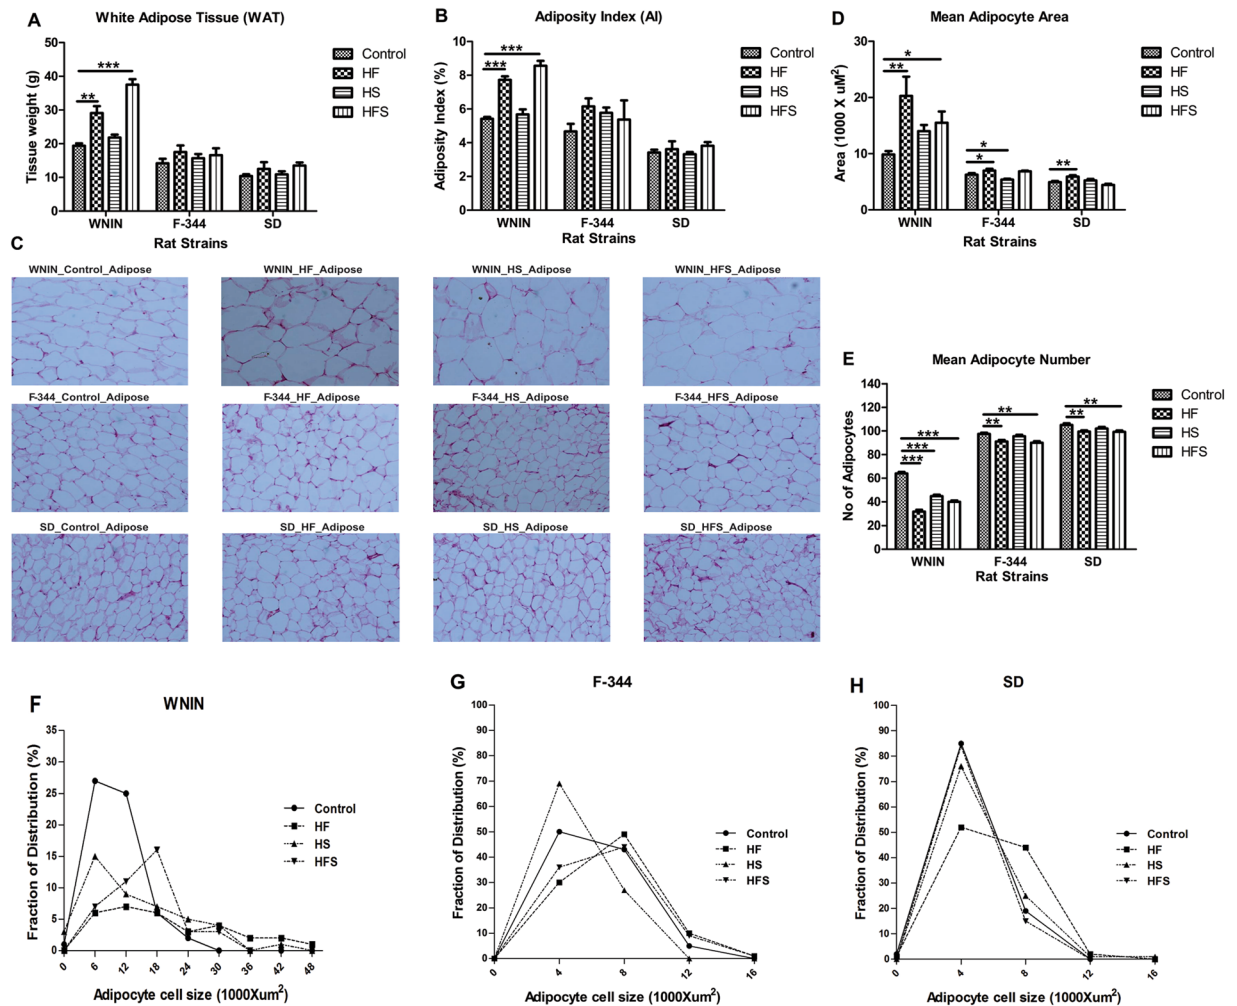 A
White Adipose Tissue (WAT)
Tissue weight (g)
50
40
30
20
10
0
**
***
WNIN
F-344
SD
Rat Strains
Control
HF
HS
HFS
B
Adiposity Index (AI)
Adiposity Index (%)
10
8
6
4
2
0
***
***
WNIN
F-344
SD
Rat Strains
Control
HF
HS
HFS
D
Mean Adipocyte Area
Area (1000 X uM2)
30
20
10
0
*
**
*
*
**
WNIN
F-344
SD
Rat Strains
Control
HF
HS
HFS
C
WNIN_Control_Adipose
WNIN_HF_Adipose
WNIN_HS_Adipose
WNIN_HFS_Adipose
F-344_Control_Adipose
F-344_HF_Adipose
F-344_HS_Adipose
F-344_HFS_Adipose
SD_Control_Adipose
SD_HF_Adipose
SD_HS_Adipose
SD_HFS_Adipose
E
Mean Adipocyte Number
No of Adipocytes
140
120
100
80
60
40
20
0
***
***
***
**
**
**
**
WNIN
F-344
SD
Rat Strains
Control
HF
HS
HFS
F
WNIN
Fraction of Distribution (%)
35
30
25
20
15
10
5
0
0 6 12 18 24 30 36 42 48
Adipocyte cell size (1000Xum2)
Control
HF
HS
HFS
G
F-344
Fraction of Distribution (%)
100
90
80
70
60
50
40
30
20
10
0
0 4 8 12 16
Adipocyte cell size (1000Xum2)
Control
HF
HS
HFS
H
SD
Fraction of Distribution (%)
100
90
80
70
60
50
40
30
20
10
0
0 4 8 12 16
Adipocyte cell size (1000Xum2)
Control
HF
HS
HFS